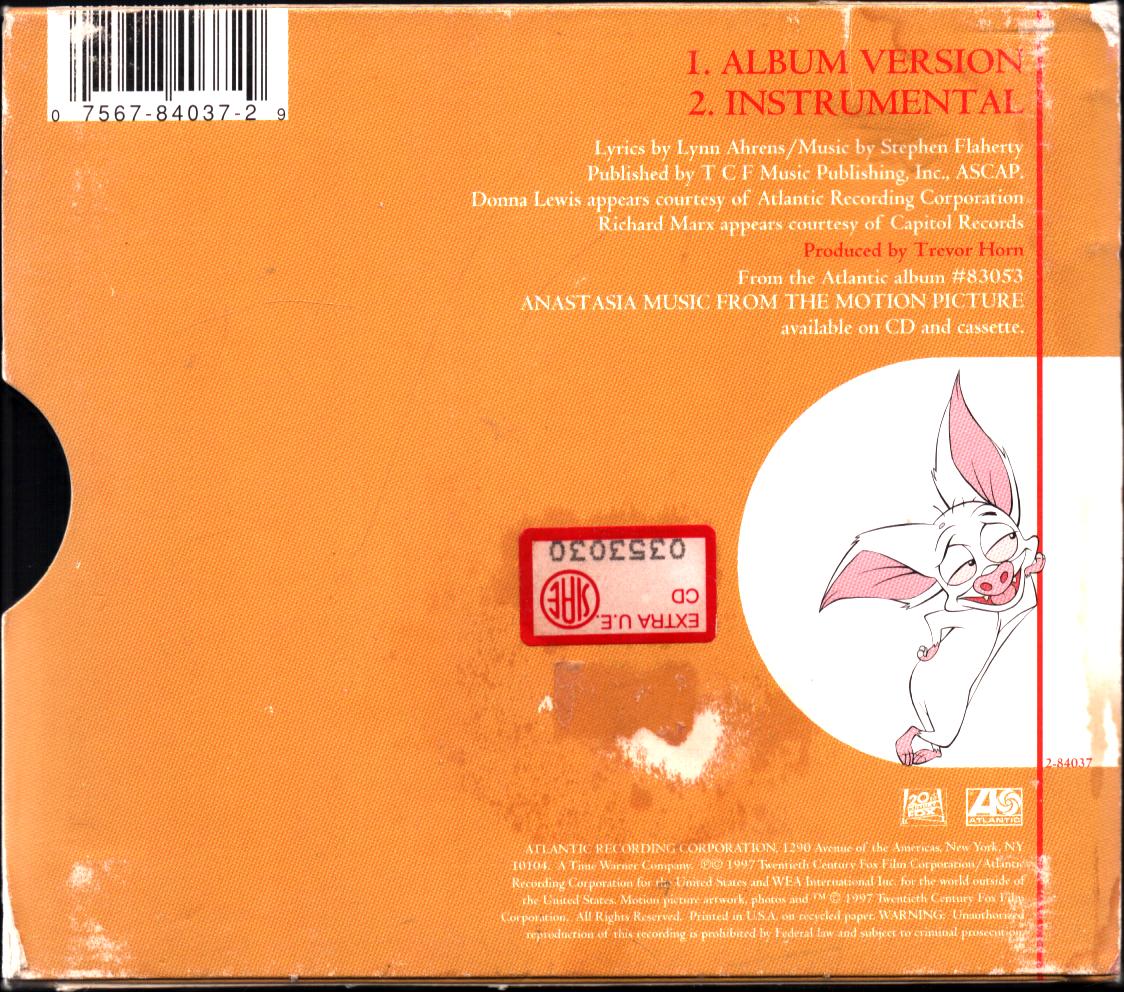 0 7567-84037-2 9
1. ALBUM VERSION
2. INSTRUMENTAL
Lyrics by Lynn Ahrens/Music by Stephen Flaherty
Published by T C F Music Publishing, Inc., ASCAP.
Donna Lewis appears courtesy of Atlantic Recording Corporation
Richard Marx appears courtesy of Capitol Records
Produced by Trevor Horn
From the Atlantic album #83053
ANASTASIA MUSIC FROM THE MOTION PICTURE
available on CD and cassette.
EXTRA U.E.
CD
SIAE
0353030
2-84037
20th CENTURY FOX
ATLANTIC
ATLANTIC RECORDING CORPORATION, 1290 Avenue of the Americas, New York, NY
10104. A Time Warner Company. ℗© 1997 Twentieth Century Fox Film Corporation/Atlantic
Recording Corporation for the United States and WEA International Inc. for the world outside of
the United States. Motion picture artwork, photos and ™ © 1997 Twentieth Century Fox Film
Corporation. All Rights Reserved. Printed in U.S.A. on recycled paper. WARNING: Unauthorized
reproduction of this recording is prohibited by Federal law and subject to criminal prosecution.